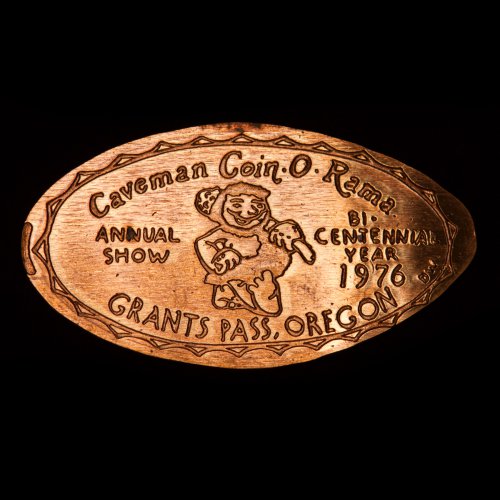 Caveman Coin·O·Rama
ANNUAL
SHOW
BI-
CENTENNIAL
YEAR
1976
GRANTS PASS, OREGON